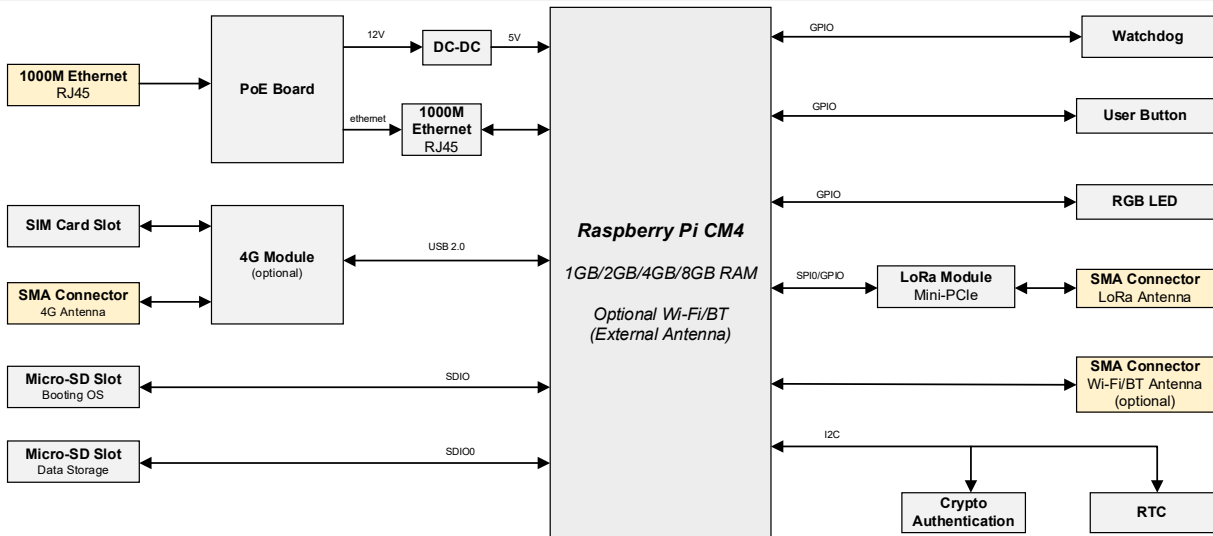 1000M Ethernet
RJ45
PoE Board
12V
DC-DC
5V
ethernet
1000M
Ethernet
RJ45
SIM Card Slot
SMA Connector
4G Antenna
4G Module
(optional)
USB 2.0
Micro-SD Slot
Booting OS
SDIO
Micro-SD Slot
Data Storage
SDIO0
Raspberry Pi CM4
1GB/2GB/4GB/8GB RAM
Optional Wi-Fi/BT
(External Antenna)
GPIO
Watchdog
GPIO
User Button
GPIO
RGB LED
SPI0/GPIO
LoRa Module
Mini-PCIe
SMA Connector
LoRa Antenna
SMA Connector
Wi-Fi/BT Antenna
(optional)
I2C
Crypto
Authentication
RTC